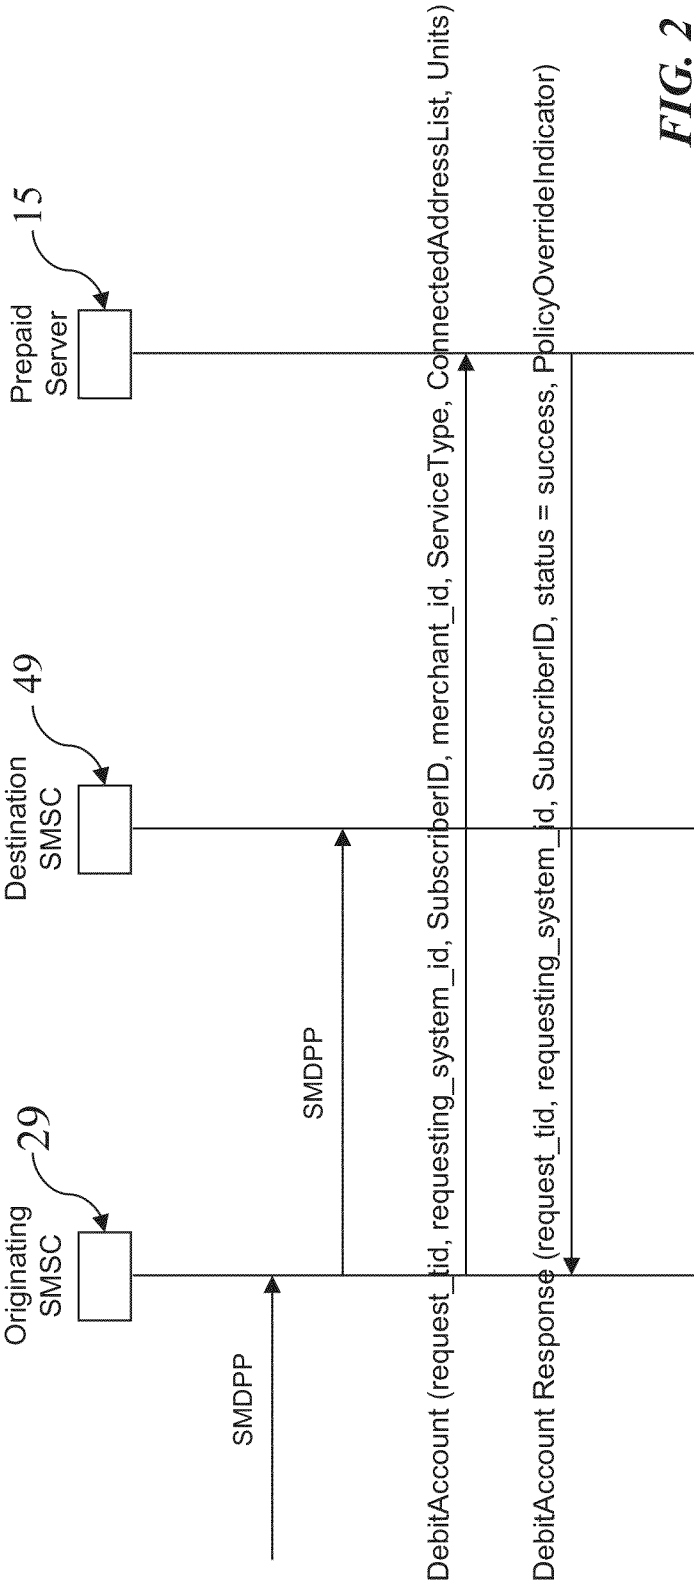 Originating
SMSC
29
Destination
SMSC
49
Prepaid
Server
15
SMDPP
SMDPP
DebitAccount (request_tid, requesting_system_id, SubscriberID, merchant_id, ServiceType, ConnectedAddressList, Units)
DebitAccount Response (request_tid, requesting_system_id, SubscriberID, status = success, PolicyOverrideIndicator)
FIG. 2